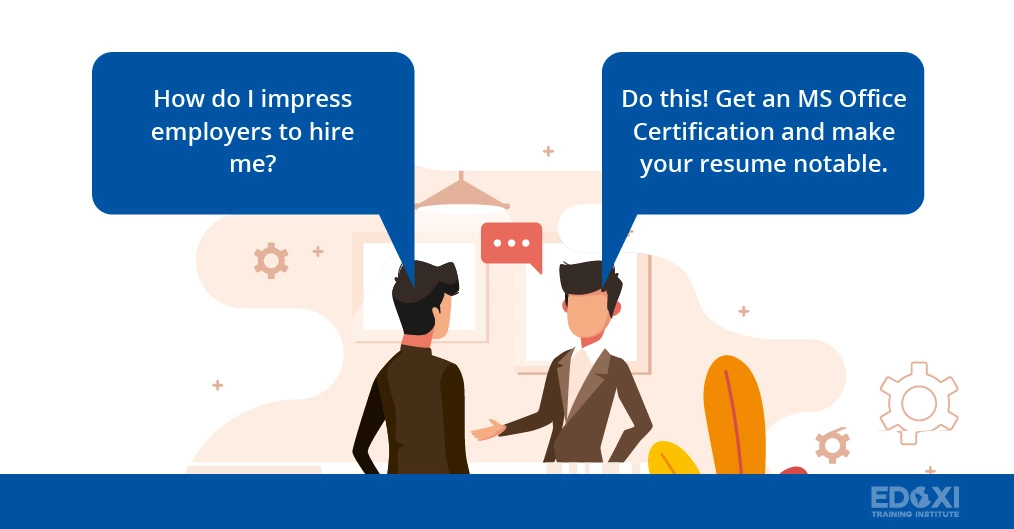 How do I impress
employers to hire
me?
Do this! Get an MS Office
Certification and make
your resume notable.
EDOXI
TRAINING INSTITUTE